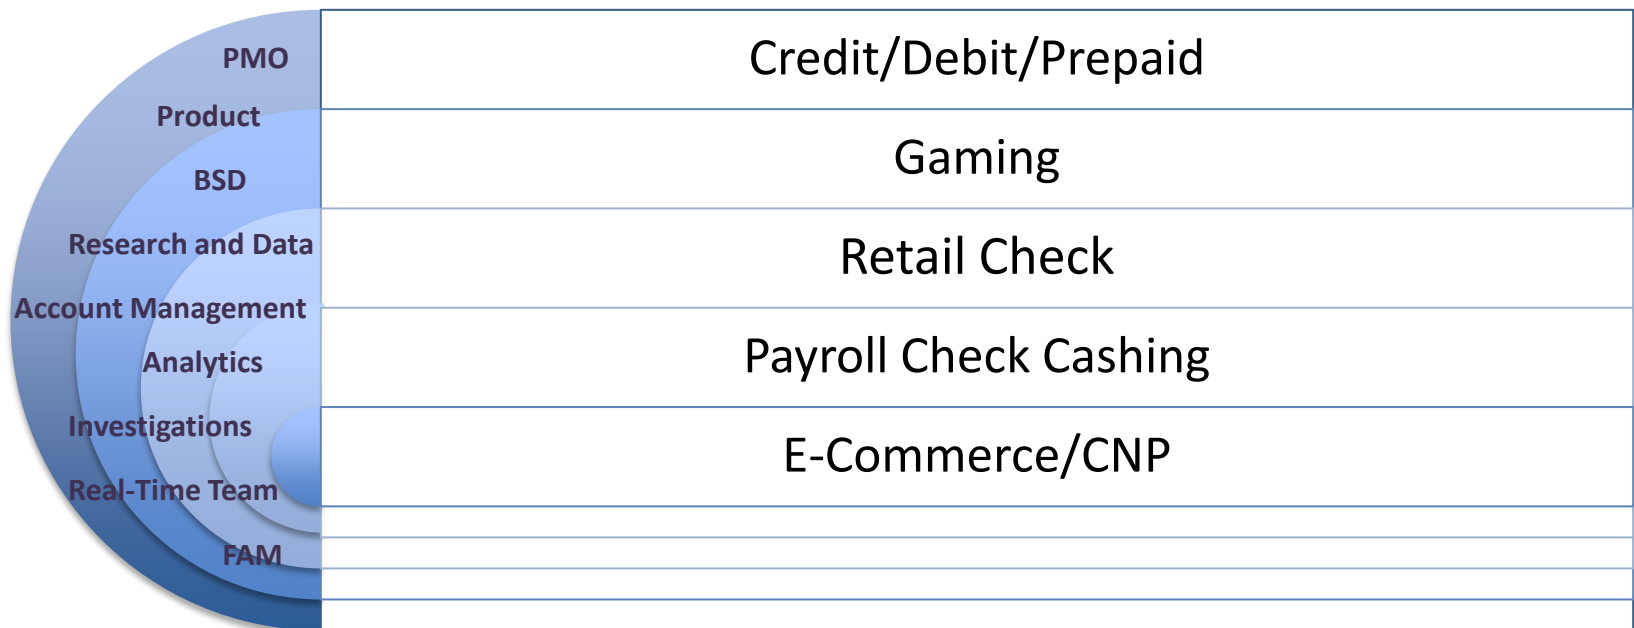 PMO
Product
BSD
Research and Data
Account Management
Analytics
Investigations
Real-Time Team
FAM
Credit/Debit/Prepaid
Gaming
Retail Check
Payroll Check Cashing
E-Commerce/CNP